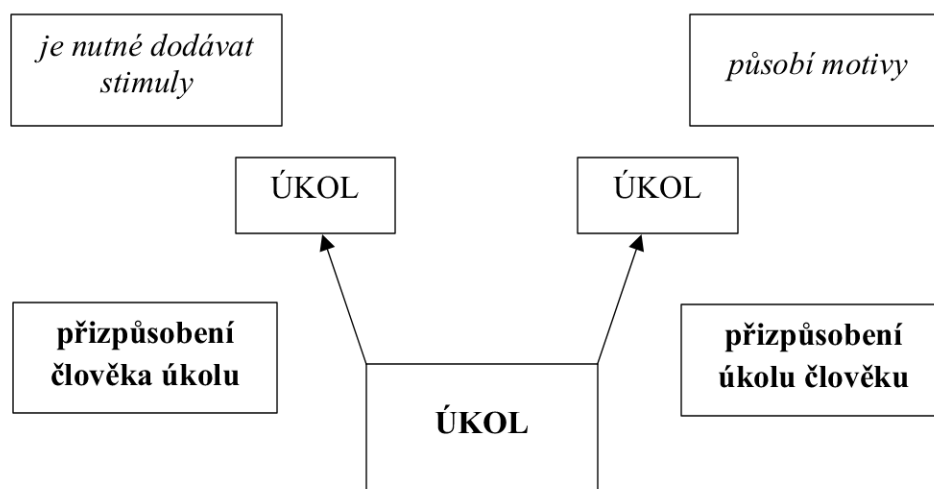 je nutné dodávat
stimuly
působí motivy
ÚKOL
ÚKOL
přizpůsobení
člověka úkolu
přizpůsobení
úkolu člověku
ÚKOL